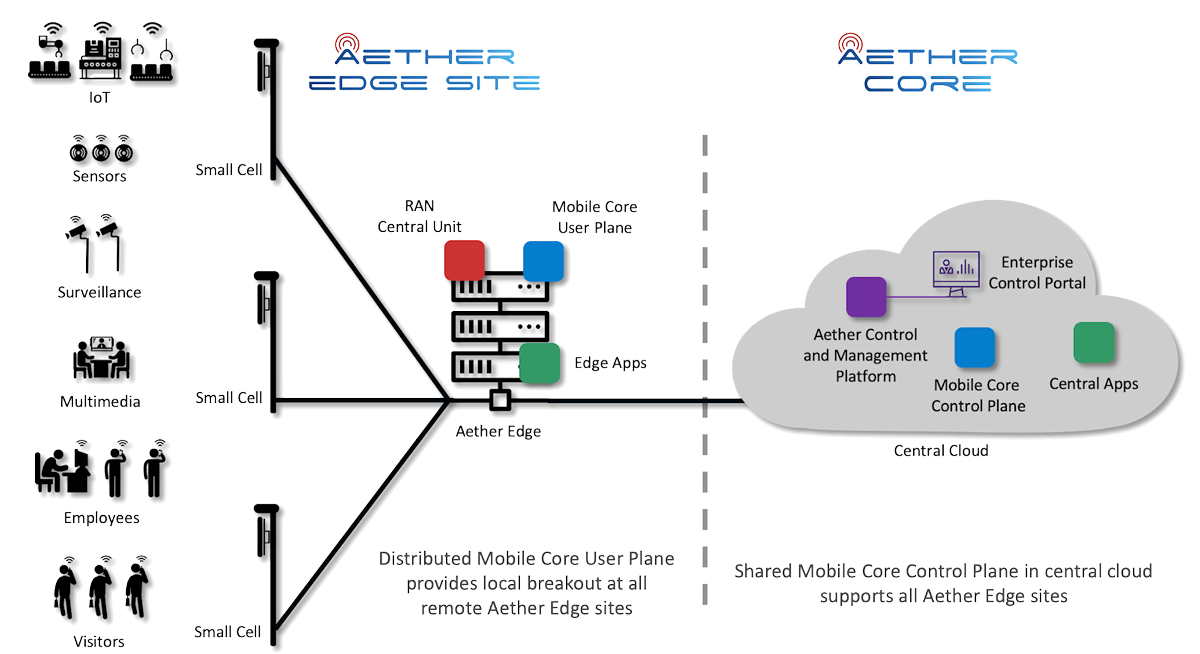 AETHER
EDGE SITE
AETHER
CORE
IoT
Sensors
Surveillance
Multimedia
Employees
Visitors
Small Cell
Small Cell
Small Cell
RAN
Central Unit
Mobile Core
User Plane
Edge Apps
Aether Edge
Distributed Mobile Core User Plane
provides local breakout at all
remote Aether Edge sites
Enterprise
Control Portal
Aether Control
and Management
Platform
Mobile Core
Control Plane
Central Apps
Central Cloud
Shared Mobile Core Control Plane in central cloud
supports all Aether Edge sites